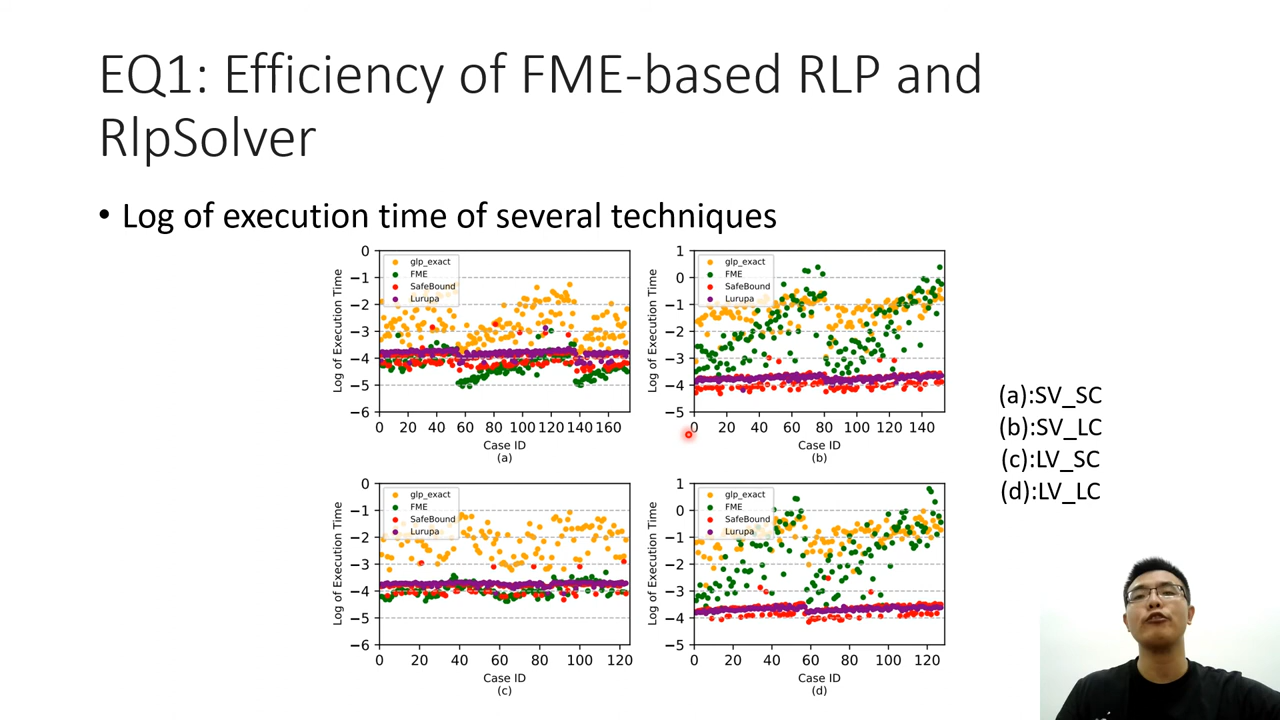 EQ1: Efficiency of FME-based RLP and
RlpSolver
• Log of execution time of several techniques
0
−1
−2
−3
−4
−5
−6
Log of Execution Time
glp_exact
FME
SafeBound
Lurupa
0 20 40 60 80 100 120 140 160
Case ID
(a)
1
0
−1
−2
−3
−4
−5
Log of Execution Time
glp_exact
FME
SafeBound
Lurupa
0 20 40 60 80 100 120 140
Case ID
(b)
0
−1
−2
−3
−4
−5
−6
Log of Execution Time
glp_exact
FME
SafeBound
Lurupa
0 20 40 60 80 100 120
Case ID
(c)
1
0
−1
−2
−3
−4
−5
Log of Execution Time
glp_exact
FME
SafeBound
Lurupa
0 20 40 60 80 100 120
Case ID
(d)
(a):SV_SC
(b):SV_LC
(c):LV_SC
(d):LV_LC